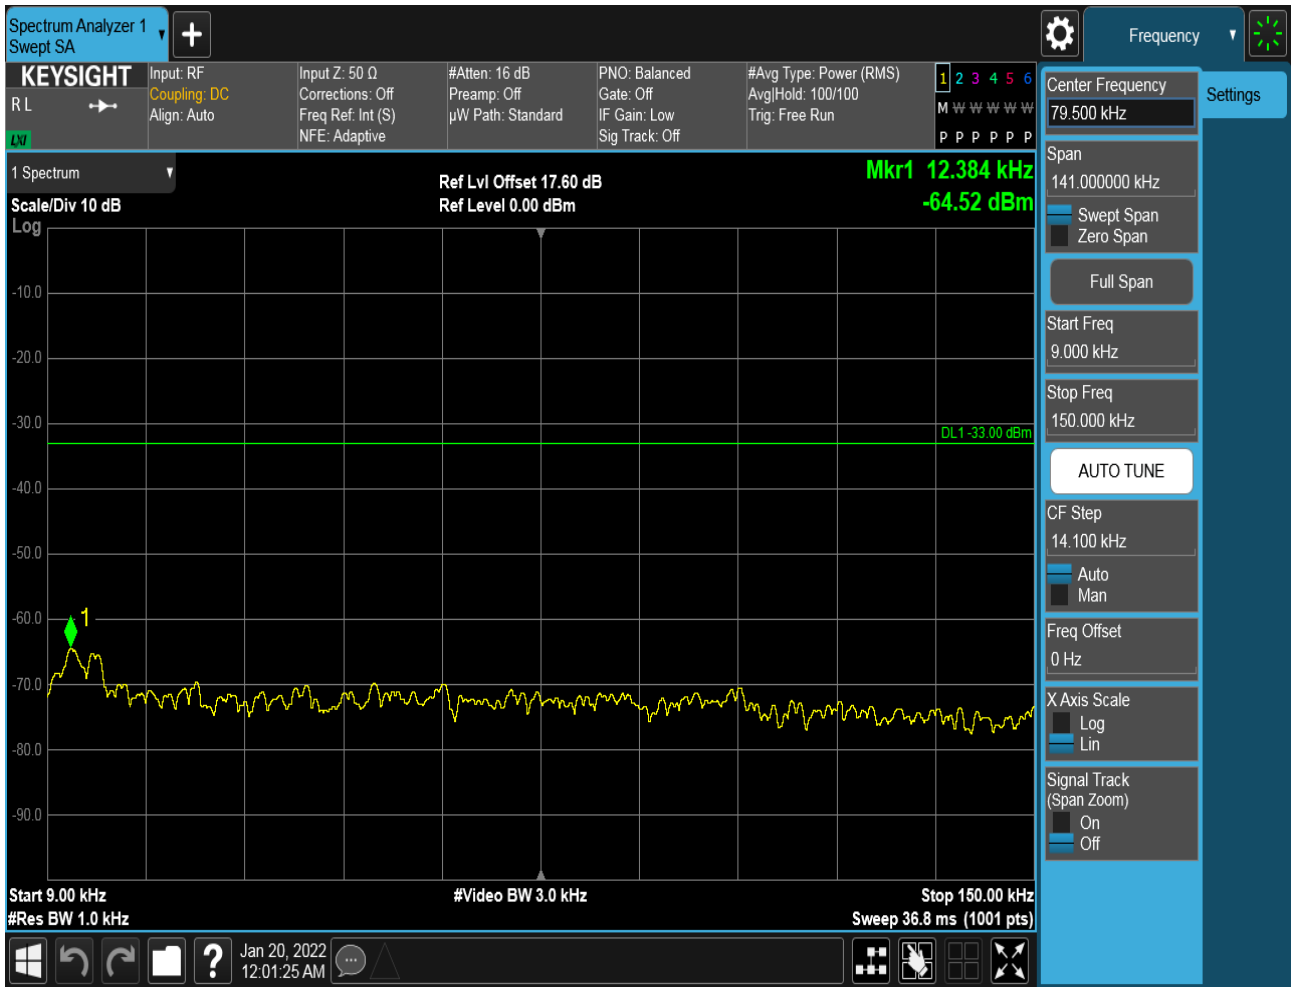 Spectrum Analyzer 1
Swept SA
Frequency
KEYSIGHT
R L
LXI
Input: RF
Coupling: DC
Align: Auto
Input Z: 50 Ω
Corrections: Off
Freq Ref: Int (S)
NFE: Adaptive
#Atten: 16 dB
Preamp: Off
µW Path: Standard
PNO: Balanced
Gate: Off
IF Gain: Low
Sig Track: Off
#Avg Type: Power (RMS)
Avg|Hold: 100/100
Trig: Free Run
1 2 3 4 5 6
M W W W W W
P P P P P P
1 Spectrum
Scale/Div 10 dB
Log
Ref Lvl Offset 17.60 dB
Ref Level 0.00 dBm
Mkr1 12.384 kHz
-64.52 dBm
-10.0
-20.0
-30.0
DL1 -33.00 dBm
-40.0
-50.0
-60.0
1
-70.0
-80.0
-90.0
Start 9.00 kHz
#Video BW 3.0 kHz
Stop 150.00 kHz
#Res BW 1.0 kHz
Sweep 36.8 ms (1001 pts)
Center Frequency
79.500 kHz
Settings
Span
141.000000 kHz
Swept Span
Zero Span
Full Span
Start Freq
9.000 kHz
Stop Freq
150.000 kHz
AUTO TUNE
CF Step
14.100 kHz
Auto
Man
Freq Offset
0 Hz
X Axis Scale
Log
Lin
Signal Track
(Span Zoom)
On
Off
?
Jan 20, 2022
12:01:25 AM